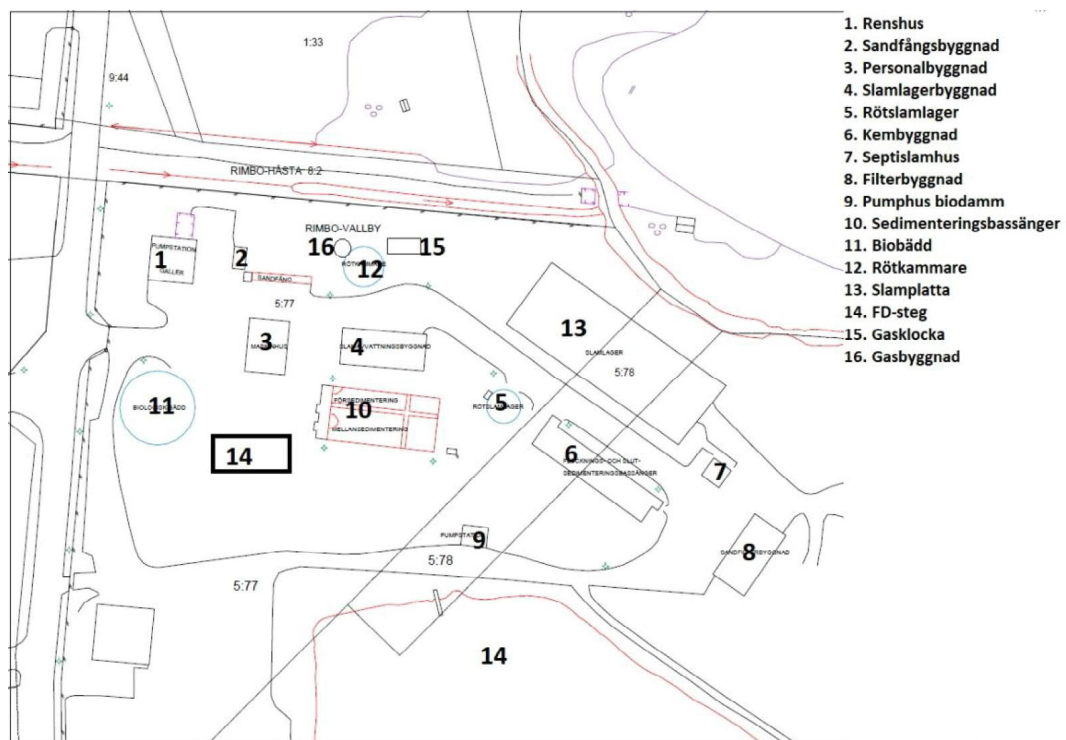 1:33
9:44
RIMBO-HÅSTA 8:2
RIMBO-VALLBY
16
15
12
PUMPSTATION
1
GALLER
2
SANDFÅNG
5:77
3
4
13
SLAMLAGER
5:78
11
FÖRSEDIMENTERING
10
MELLANSEDIMENTERING
5
RÖTSLAMLAGER
14
6
SEDIMENTERINGSBASSÄNGER
7
9
8
5:78
5:77
14
1. Renshus
2. Sandfångsbyggnad
3. Personalbyggnad
4. Slamlagerbyggnad
5. Rötslamlager
6. Kembyggnad
7. Septislamhus
8. Filterbyggnad
9. Pumphus biodamm
10. Sedimenteringsbassänger
11. Biobädd
12. Rötkammare
13. Slamplatta
14. FD-steg
15. Gasklocka
16. Gasbyggnad